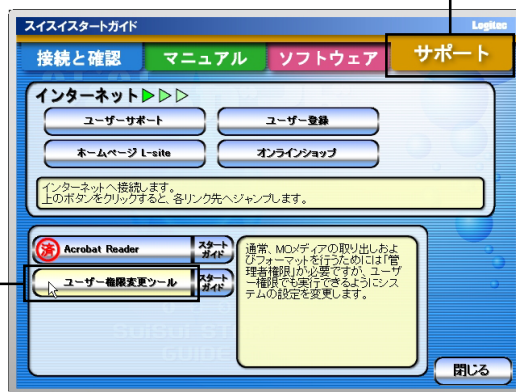 スイスイスタートガイド
Logitec
接続と確認
マニュアル
ソフトウェア
サポート
インターネット▶▷▷
ユーザーサポート
ユーザー登録
ホームページ L-site
オンラインショップ
インターネットへ接続します。
上のボタンをクリックすると、各リンク先へジャンプします。
済 Acrobat Reader
スタート
ガイド
ユーザー権限変更ツール
スタート
ガイド
通常、MOメディアの取り出しおよ
びフォーマットを行うためには「管
理者権限」が必要ですが、ユーザ
ー権限でも実行できるようにシス
テムの設定を変更します。
SUISUI ST
GUIDE
閉じる